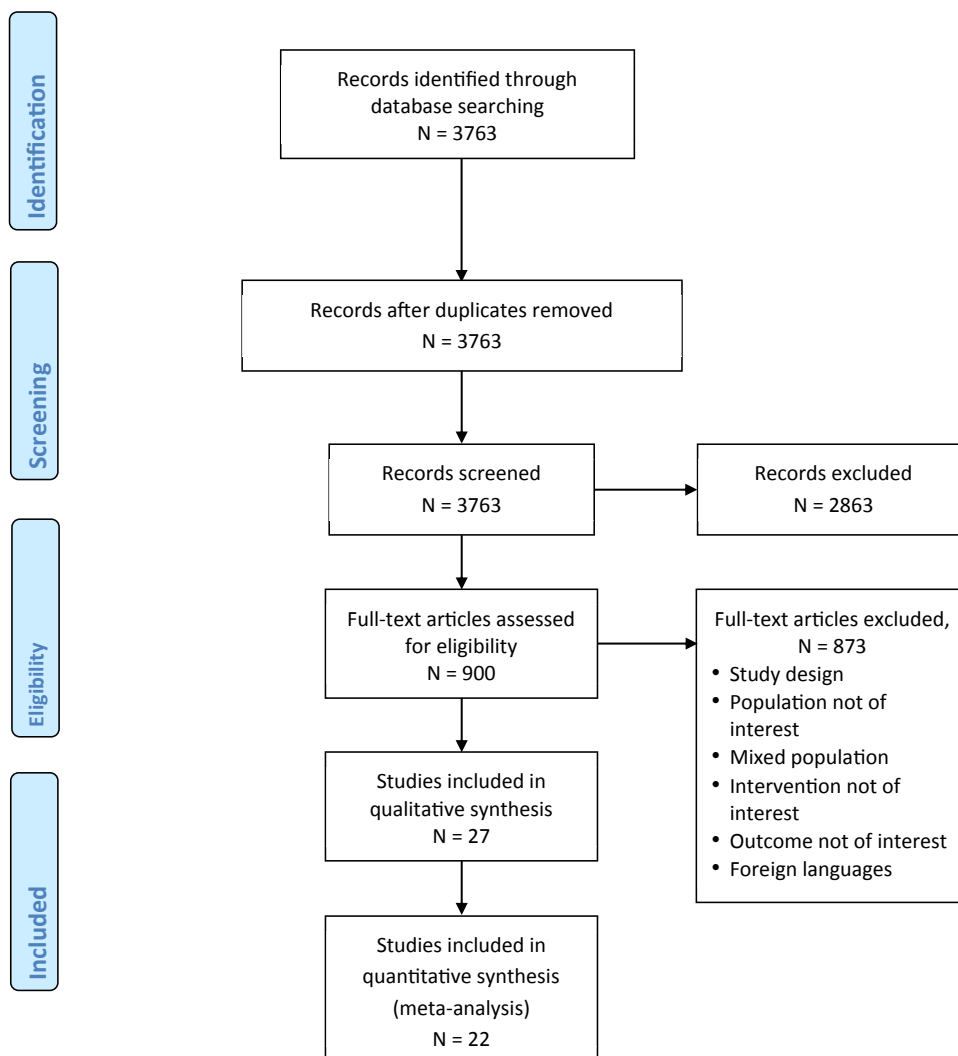 Identification
Records identified through
database searching
N = 3763
Screening
Records after duplicates removed
N = 3763
Records screened
N = 3763
Records excluded
N = 2863
Eligibility
Full-text articles assessed
for eligibility
N = 900
Full-text articles excluded,
N = 873
• Study design
• Population not of
interest
• Mixed population
• Intervention not of
interest
• Outcome not of interest
• Foreign languages
Studies included in
qualitative synthesis
N = 27
Included
Studies included in
quantitative synthesis
(meta-analysis)
N = 22